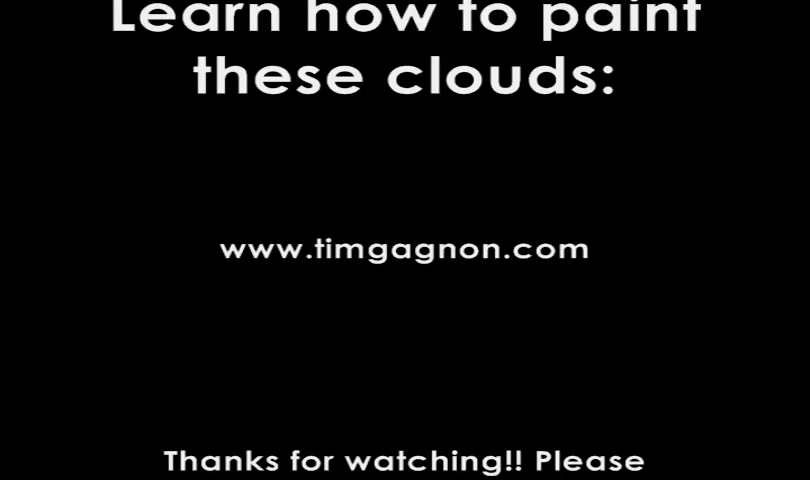 Learn how to paint
these clouds:
www.timgagnon.com
Thanks for watching!! Please